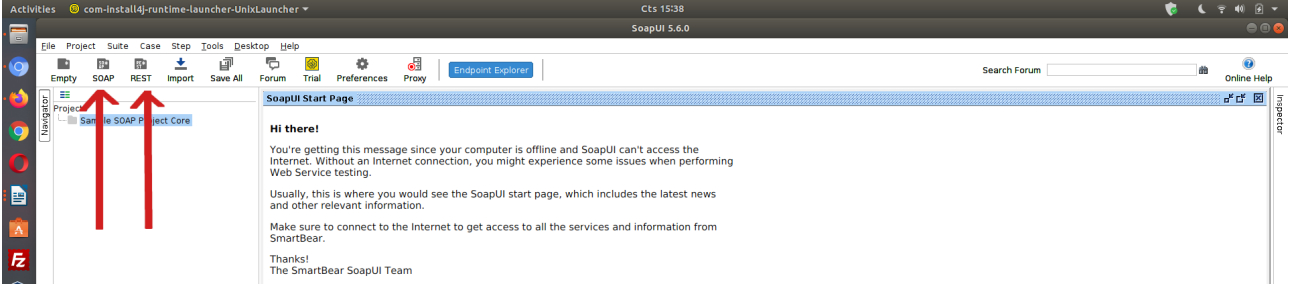 Activities com-install4j-runtime-launcher-UnixLauncher Cts 15:38
SoapUI 5.6.0
File Project Suite Case Step Tools Desktop Help
Empty SOAP REST Import Save All Forum Trial Preferences Proxy Endpoint Explorer Search Forum Online Help
Navigator
Projects
Sample SOAP Project Core
SoapUI Start Page
Inspector
Hi there!
You're getting this message since your computer is offline and SoapUI can't access the
Internet. Without an Internet connection, you might experience some issues when performing
Web Service testing.
Usually, this is where you would see the SoapUI start page, which includes the latest news
and other relevant information.
Make sure to connect to the Internet to get access to all the services and information from
SmartBear.
Thanks!
The SmartBear SoapUI Team